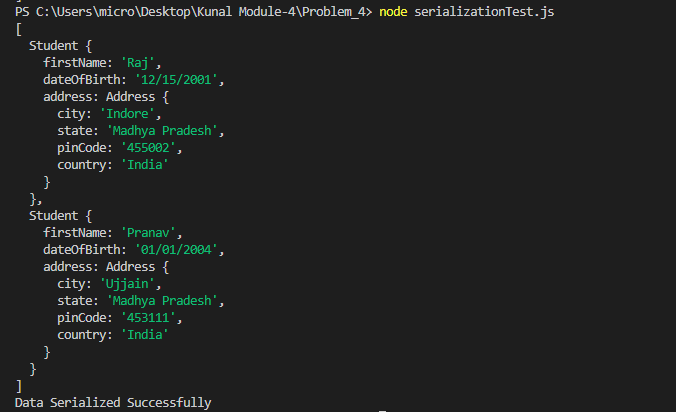 PS C:\Users\micro\Desktop\Kunal Module-4\Problem_4> node serializationTest.js
[
  Student {
    firstName: 'Raj',
    dateOfBirth: '12/15/2001',
    address: Address {
      city: 'Indore',
      state: 'Madhya Pradesh',
      pinCode: '455002',
      country: 'India'
    }
  },
  Student {
    firstName: 'Pranav',
    dateOfBirth: '01/01/2004',
    address: Address {
      city: 'Ujjain',
      state: 'Madhya Pradesh',
      pinCode: '453111',
      country: 'India'
    }
  }
]
Data Serialized Successfully